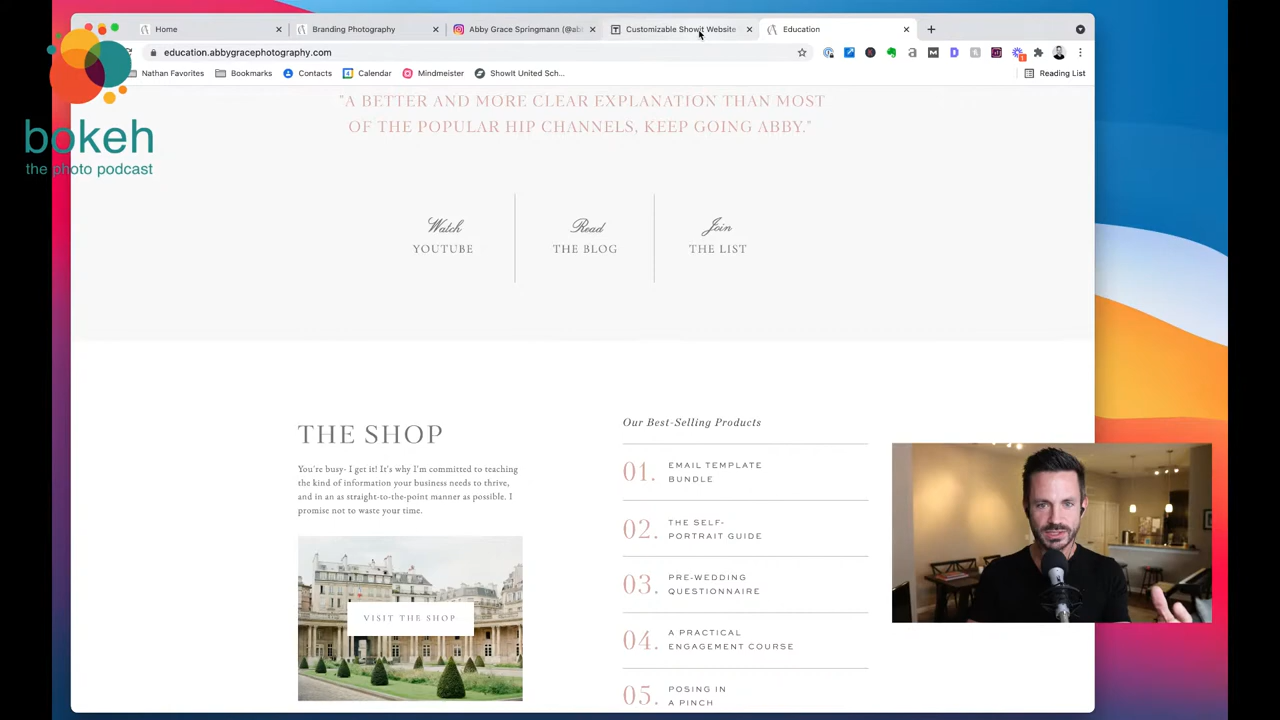 Home
Branding Photography
Abby Grace Springmann (@ab
Customizable Showit Website
Education
education.abbygracephotography.com
Nathan Favorites
Bookmarks
Contacts
Calendar
Mindmeister
ShowIt United Sch...
Reading List
bokeh
the photo podcast
"A BETTER AND MORE CLEAR EXPLANATION THAN MOST
OF THE POPULAR HIP CHANNELS, KEEP GOING ABBY."
Watch
YOUTUBE
Read
THE BLOG
Join
THE LIST
THE SHOP
You're busy- I get it! It's why I'm committed to teaching
the kind of information your business needs to thrive,
and in an as straight-to-the-point manner as possible. I
promise not to waste your time.
VISIT THE SHOP
Our Best-Selling Products
01. EMAIL TEMPLATE
BUNDLE
02. THE SELF-
PORTRAIT GUIDE
03. PRE-WEDDING
QUESTIONNAIRE
04. A PRACTICAL
ENGAGEMENT COURSE
05. POSING IN
A PINCH